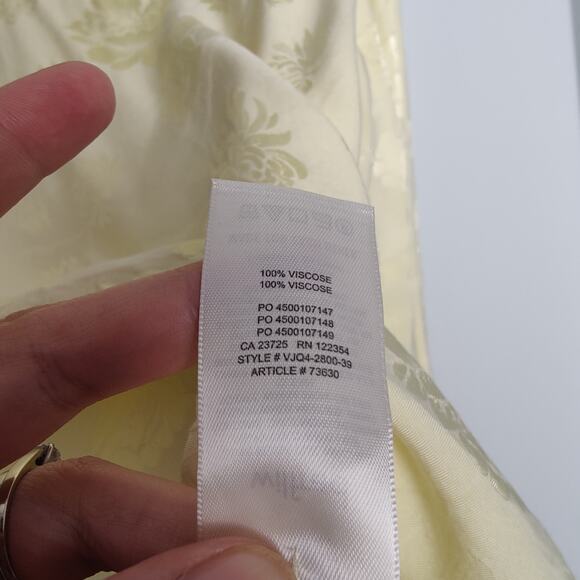 100% VISCOSE
100% VISCOSE
PO 4500107147
PO 4500107148
PO 4500107149
CA 23725 RN 122354
STYLE # VJQ4-2800-39
ARTICLE # 73630